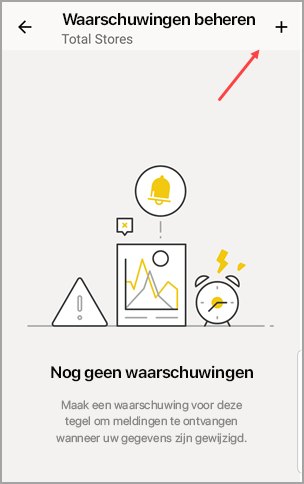 Waarschuwingen beheren
Total Stores
Nog geen waarschuwingen
Maak een waarschuwing voor deze
tegel om meldingen te ontvangen
wanneer uw gegevens zijn gewijzigd.